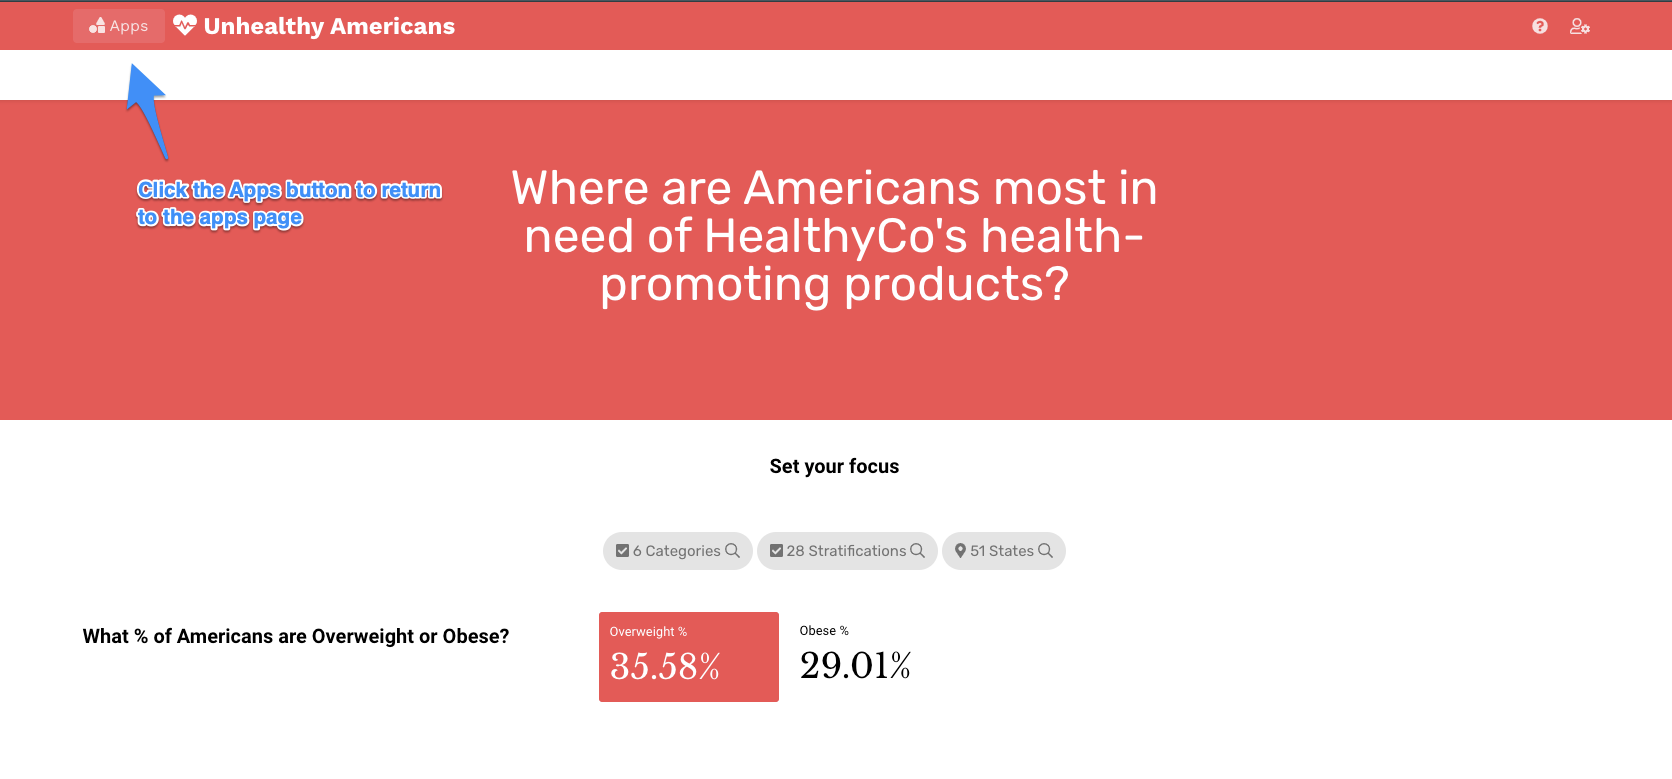 Apps
Unhealthy Americans
Click the Apps button to return
to the apps page
Where are Americans most in
need of HealthyCo's health-
promoting products?
Set your focus
6 Categories
28 Stratifications
51 States
What % of Americans are Overweight or Obese?
Overweight %
35.58%
Obese %
29.01%